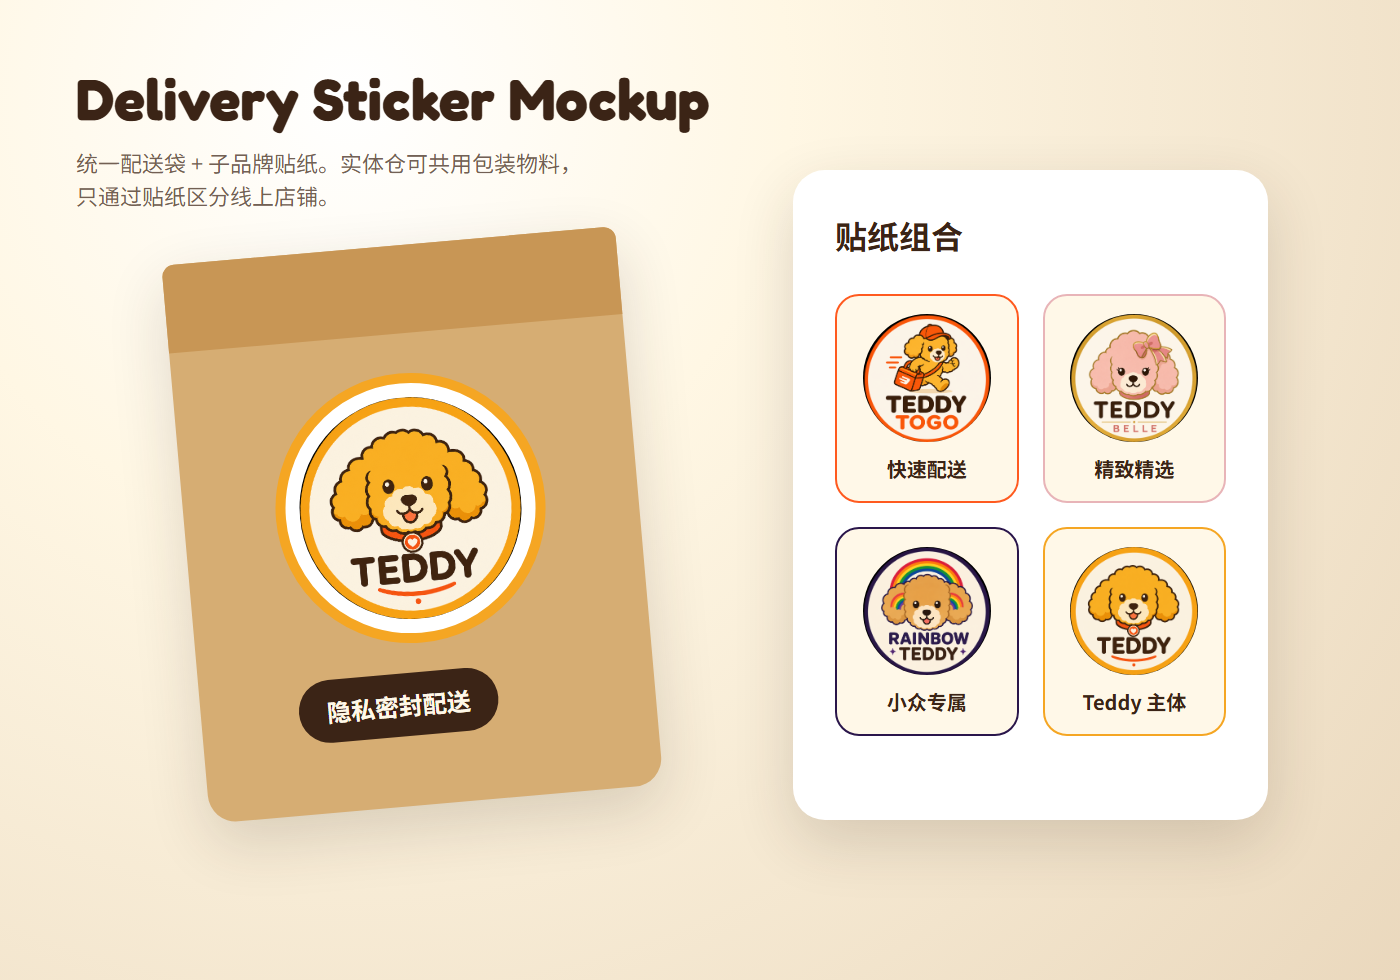 Delivery Sticker Mockup
统一配送袋 + 子品牌贴纸。实体仓可共用包装物料，
只通过贴纸区分线上店铺。
TEDDY
隐私密封配送
贴纸组合
TEDDY
TOGO
快速配送
TEDDY
BELLE
精致精选
RAINBOW
TEDDY
小众专属
TEDDY
Teddy 主体